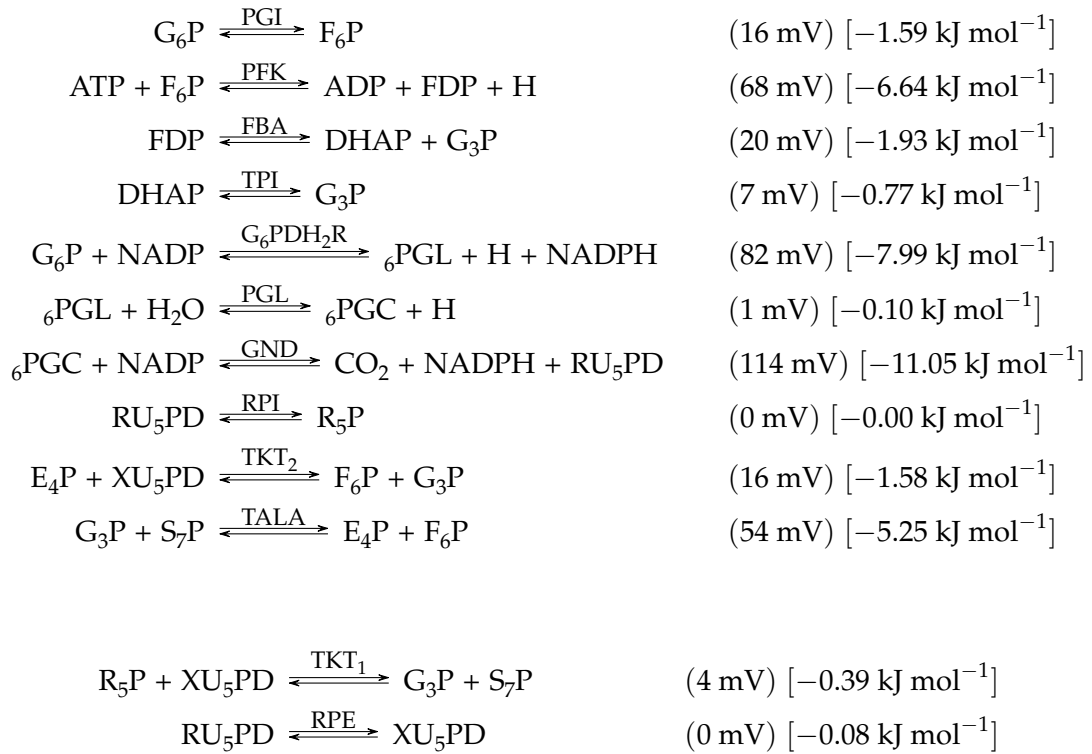 G₆P ⇌ PGI F₆P (16 mV) [−1.59 kJ mol⁻¹]
ATP + F₆P ⇌ PFK ADP + FDP + H (68 mV) [−6.64 kJ mol⁻¹]
FDP ⇌ FBA DHAP + G₃P (20 mV) [−1.93 kJ mol⁻¹]
DHAP ⇌ TPI G₃P (7 mV) [−0.77 kJ mol⁻¹]
G₆P + NADP ⇌ G₆PDH₂R ₆PGL + H + NADPH (82 mV) [−7.99 kJ mol⁻¹]
₆PGL + H₂O ⇌ PGL ₆PGC + H (1 mV) [−0.10 kJ mol⁻¹]
₆PGC + NADP ⇌ GND CO₂ + NADPH + RU₅PD (114 mV) [−11.05 kJ mol⁻¹]
RU₅PD ⇌ RPI R₅P (0 mV) [−0.00 kJ mol⁻¹]
E₄P + XU₅PD ⇌ TKT₂ F₆P + G₃P (16 mV) [−1.58 kJ mol⁻¹]
G₃P + S₇P ⇌ TALA E₄P + F₆P (54 mV) [−5.25 kJ mol⁻¹]
R₅P + XU₅PD ⇌ TKT₁ G₃P + S₇P (4 mV) [−0.39 kJ mol⁻¹]
RU₅PD ⇌ RPE XU₅PD (0 mV) [−0.08 kJ mol⁻¹]